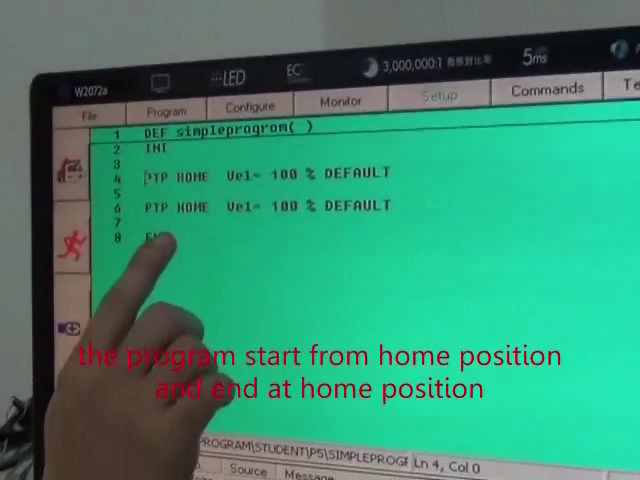 W2072a LED EC 3,000,000:1 5ms
File Program Configure Monitor Setup Commands
1 DEF simpleprogrom( )
2 INI
3
4 PTP HOME Vel= 100 % DEFAULT
5
6 PTP HOME Vel= 100 % DEFAULT
7
8
the program start from home position
and end at home position
PROGRAM\STUDENT\P5\SIMPLEPROGR Ln 4, Col 0
Source Message